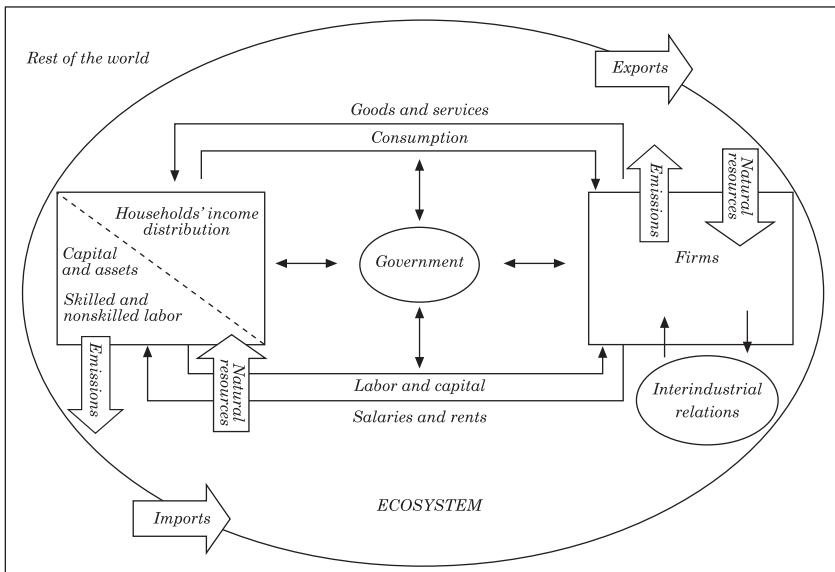 Rest of the world
Exports
Goods and services
Consumption
Emissions
Natural
resources
Households' income
distribution
Capital
and assets
Skilled and
nonskilled labor
Government
Firms
Emissions
Natural
resources
Labor and capital
Salaries and rents
Interindustrial
relations
ECOSYSTEM
Imports